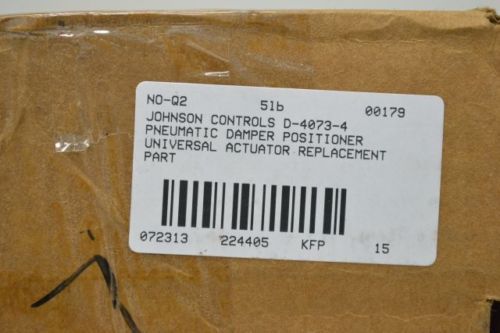 NO-Q2 5lb 00179
JOHNSON CONTROLS D-4073-4
PNEUMATIC DAMPER POSITIONER
UNIVERSAL ACTUATOR REPLACEMENT
PART
072313 224405 KFP 15